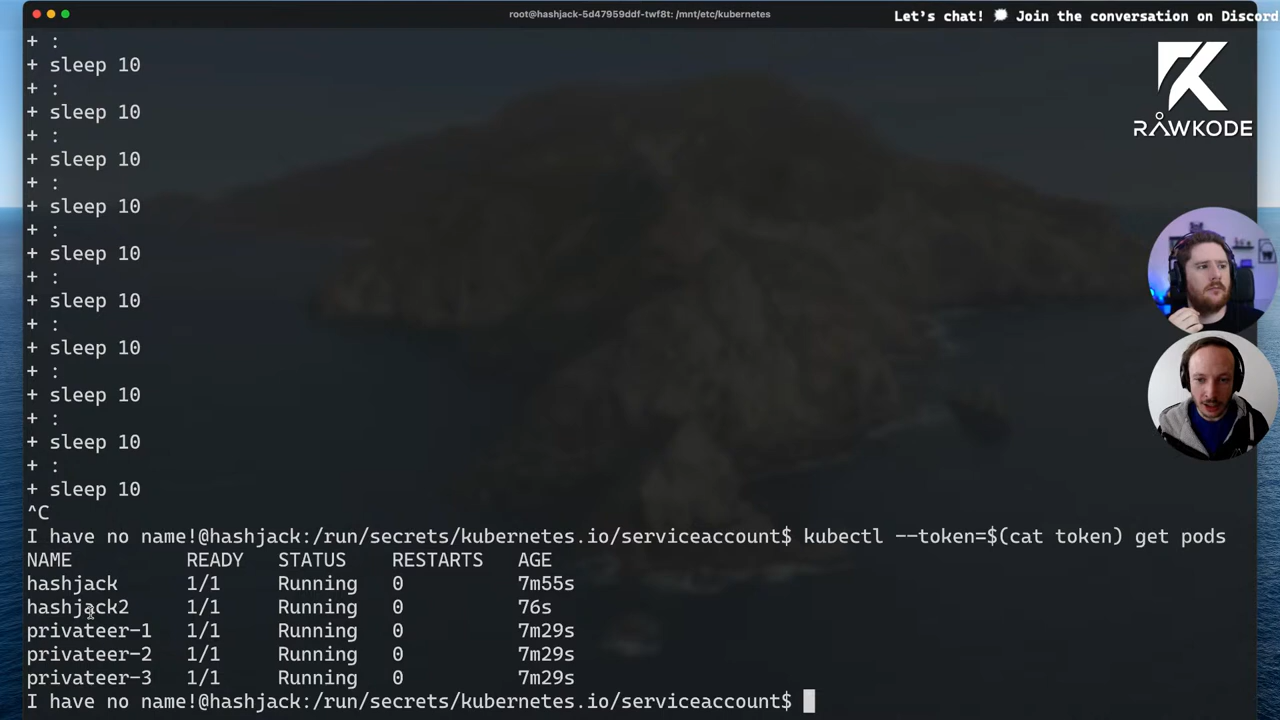 root@hashjack-5d47959ddf-twf8t: /mnt/etc/kubernetes
Let's chat! Join the conversation on Discord
RÅWKODE
+ :
+ sleep 10
+ :
+ sleep 10
+ :
+ sleep 10
+ :
+ sleep 10
+ :
+ sleep 10
+ :
+ sleep 10
+ :
+ sleep 10
+ :
+ sleep 10
+ :
+ sleep 10
+ :
+ sleep 10
^C
I have no name!@hashjack:/run/secrets/kubernetes.io/serviceaccount$ kubectl --token=$(cat token) get pods
NAME READY STATUS RESTARTS AGE
hashjack 1/1 Running 0 7m55s
hashjack2 1/1 Running 0 76s
privateer-1 1/1 Running 0 7m29s
privateer-2 1/1 Running 0 7m29s
privateer-3 1/1 Running 0 7m29s
I have no name!@hashjack:/run/secrets/kubernetes.io/serviceaccount$